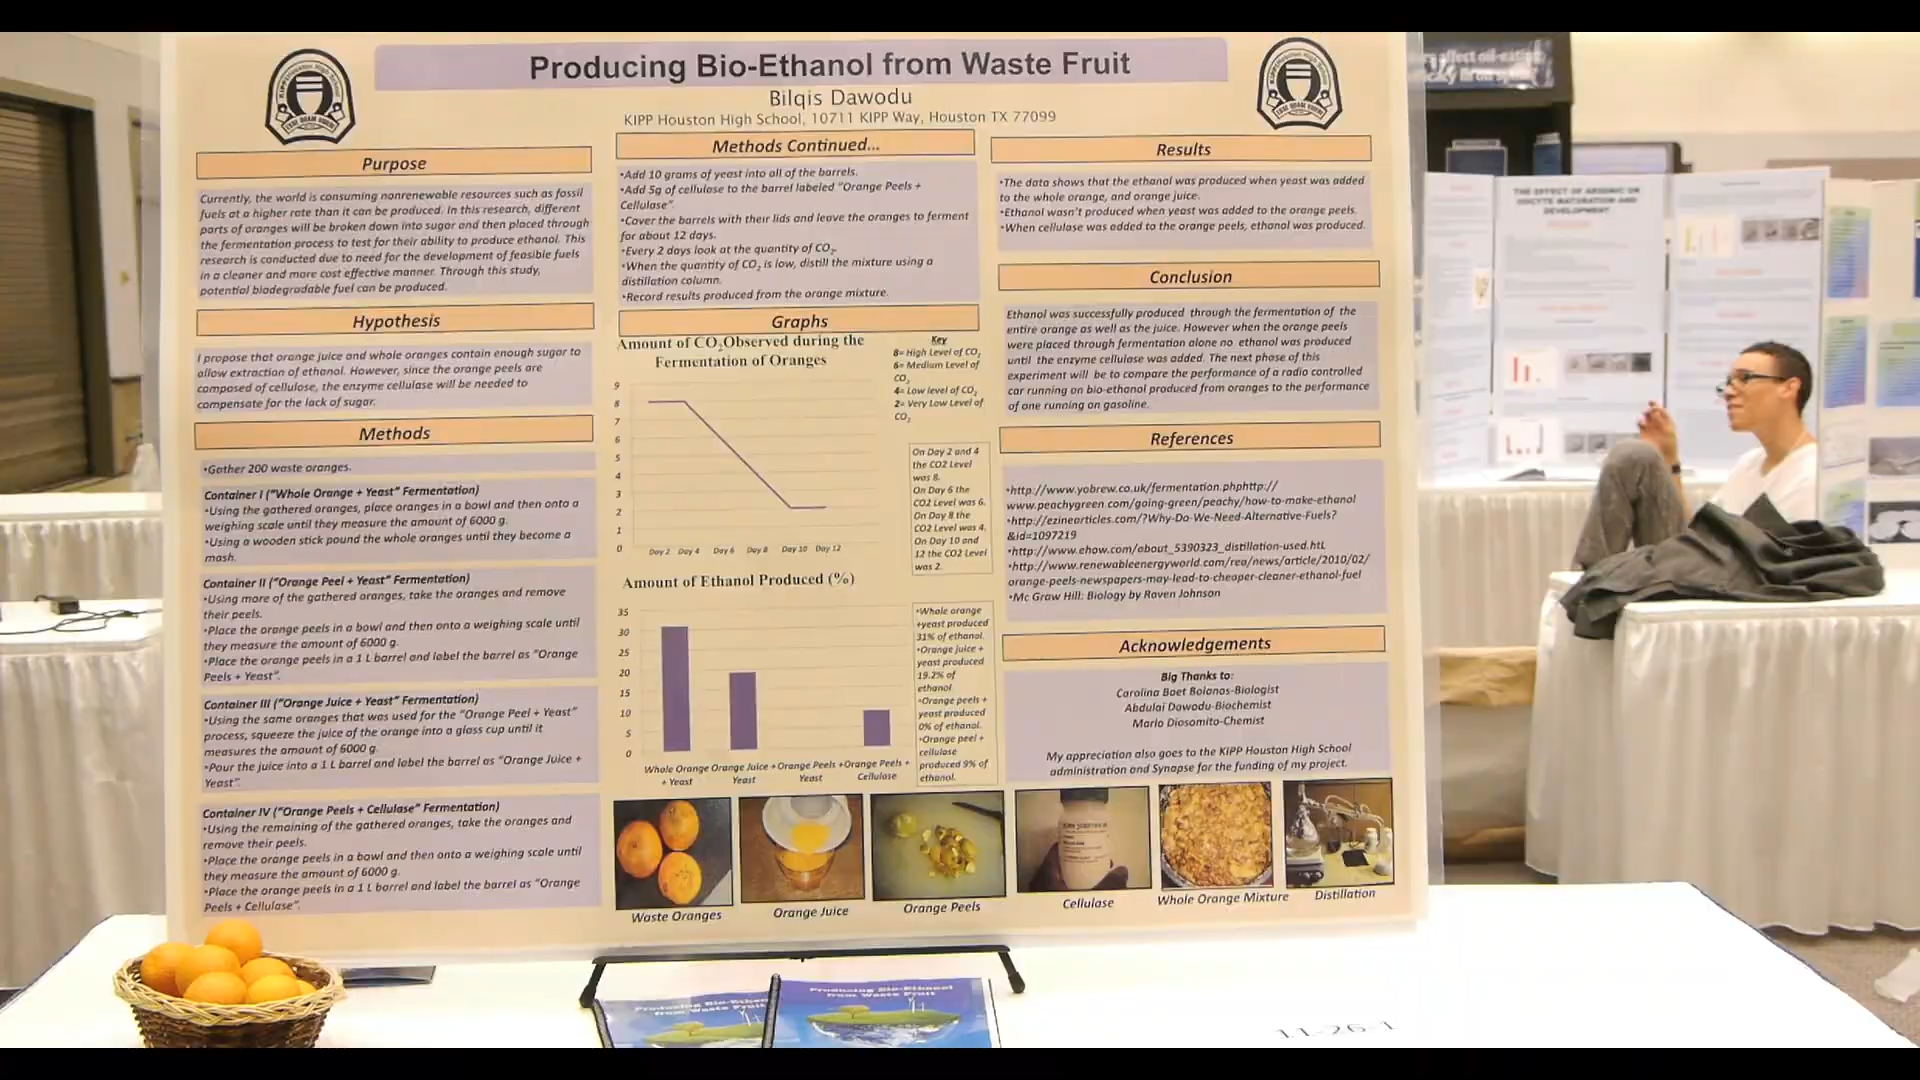 Producing Bio-Ethanol from Waste Fruit
Bilqis Dawodu
KIPP Houston High School, 10711 KIPP Way, Houston TX 77099
Purpose
Currently, the world is consuming nonrenewable resources such as fossil
fuels at a higher rate than it can be produced. In this research, different
parts of oranges will be broken down into sugar and then placed through
the fermentation process to test for their ability to produce ethanol. This
research is conducted due to need for the development of feasible fuels
in a cleaner and more cost effective manner. Through this study,
potential biodegradable fuel can be produced.
Hypothesis
I propose that orange juice and whole oranges contain enough sugar to
allow extraction of ethanol. However, since the orange peels are
composed of cellulose, the enzyme cellulase will be needed to
compensate for the lack of sugar.
Methods
•Gather 200 waste oranges.
Container I ("Whole Orange + Yeast" Fermentation)
•Using the gathered oranges, place oranges in a bowl and then onto a
weighing scale until they measure the amount of 6000 g.
•Using a wooden stick pound the whole oranges until they become a
mash.
Container II ("Orange Peel + Yeast" Fermentation)
•Using more of the gathered oranges, take the oranges and remove
their peels.
•Place the orange peels in a bowl and then onto a weighing scale until
they measure the amount of 6000 g.
•Place the orange peels in a 1 L barrel and label the barrel as "Orange
Peels + Yeast".
Container III ("Orange Juice + Yeast" Fermentation)
•Using the same oranges that was used for the "Orange Peel + Yeast"
process, squeeze the juice of the orange into a glass cup until it
measures the amount of 6000 g.
•Pour the juice into a 1 L barrel and label the barrel as "Orange Juice +
Yeast".
Container IV ("Orange Peels + Cellulase" Fermentation)
•Using the remaining of the gathered oranges, take the oranges and
remove their peels.
•Place the orange peels in a bowl and then onto a weighing scale until
they measure the amount of 6000 g.
•Place the orange peels in a 1 L barrel and label the barrel as "Orange
Peels + Cellulase".
Methods Continued...
•Add 10 grams of yeast into all of the barrels.
•Add 5g of cellulase to the barrel labeled "Orange Peels +
Cellulase".
•Cover the barrels with their lids and leave the oranges to ferment
for about 12 days.
•Every 2 days look at the quantity of CO₂.
•When the quantity of CO₂ is low, distill the mixture using a
distillation column.
•Record results produced from the orange mixture.
Graphs
Amount of CO₂Observed during the
Fermentation of Oranges
9
8
7
6
5
4
3
2
1
0
Day 2 Day 4 Day 6 Day 8 Day 10 Day 12
Key
8= High Level of CO₂
6= Medium Level of
CO₂
4= Low level of CO₂
2= Very Low Level of
CO₂
On Day 2 and 4
the CO2 Level
was 8.
On Day 6 the
CO2 Level was 6.
On Day 8 the
CO2 Level was 4.
On Day 10 and
12 the CO2 Level
was 2.
Amount of Ethanol Produced (%)
35
30
25
20
15
10
5
0
Whole Orange
+ Yeast
Orange Juice +
Yeast
Orange Peels +
Yeast
Orange Peels +
Cellulase
•Whole orange
+yeast produced
31% of ethanol.
•Orange juice +
yeast produced
19.2% of
ethanol.
•Orange peels +
yeast produced
0% of ethanol.
•Orange peel +
cellulase
produced 9% of
ethanol.
Results
•The data shows that the ethanol was produced when yeast was added
to the whole orange, and orange juice.
•Ethanol wasn't produced when yeast was added to the orange peels.
•When cellulase was added to the orange peels, ethanol was produced.
Conclusion
Ethanol was successfully produced through the fermentation of the
entire orange as well as the juice. However when the orange peels
were placed through fermentation alone no ethanol was produced
until the enzyme cellulase was added. The next phase of this
experiment will be to compare the performance of a radio controlled
car running on bio-ethanol produced from oranges to the performance
of one running on gasoline.
References
•http://www.yobrew.co.uk/fermentation.phphttp://
www.peachygreen.com/going-green/peachy/how-to-make-ethanol
•http://ezinearticles.com/?Why-Do-We-Need-Alternative-Fuels?
&id=1097219
•http://www.ehow.com/about_5390323_distillation-used.htL
•http://www.renewableenergyworld.com/rea/news/article/2010/02/
orange-peels-newspapers-may-lead-to-cheaper-cleaner-ethanol-fuel
•Mc Graw Hill: Biology by Raven Johnson
Acknowledgements
Big Thanks to:
Carolina Baet Bolanos-Biologist
Abdulai Dawodu-Biochemist
Mario Diosomito-Chemist
My appreciation also goes to the KIPP Houston High School
administration and Synapse for the funding of my project.
Waste Oranges
Orange Juice
Orange Peels
Cellulase
Whole Orange Mixture
Distillation
Producing Bio-Ethanol
from Waste Fruit
Producing Bio-Ethanol
from Waste Fruit
THE EFFECT OF ARSENIC ON
OOCYTE MATURATION AND
DEVELOPMENT
11-26-1